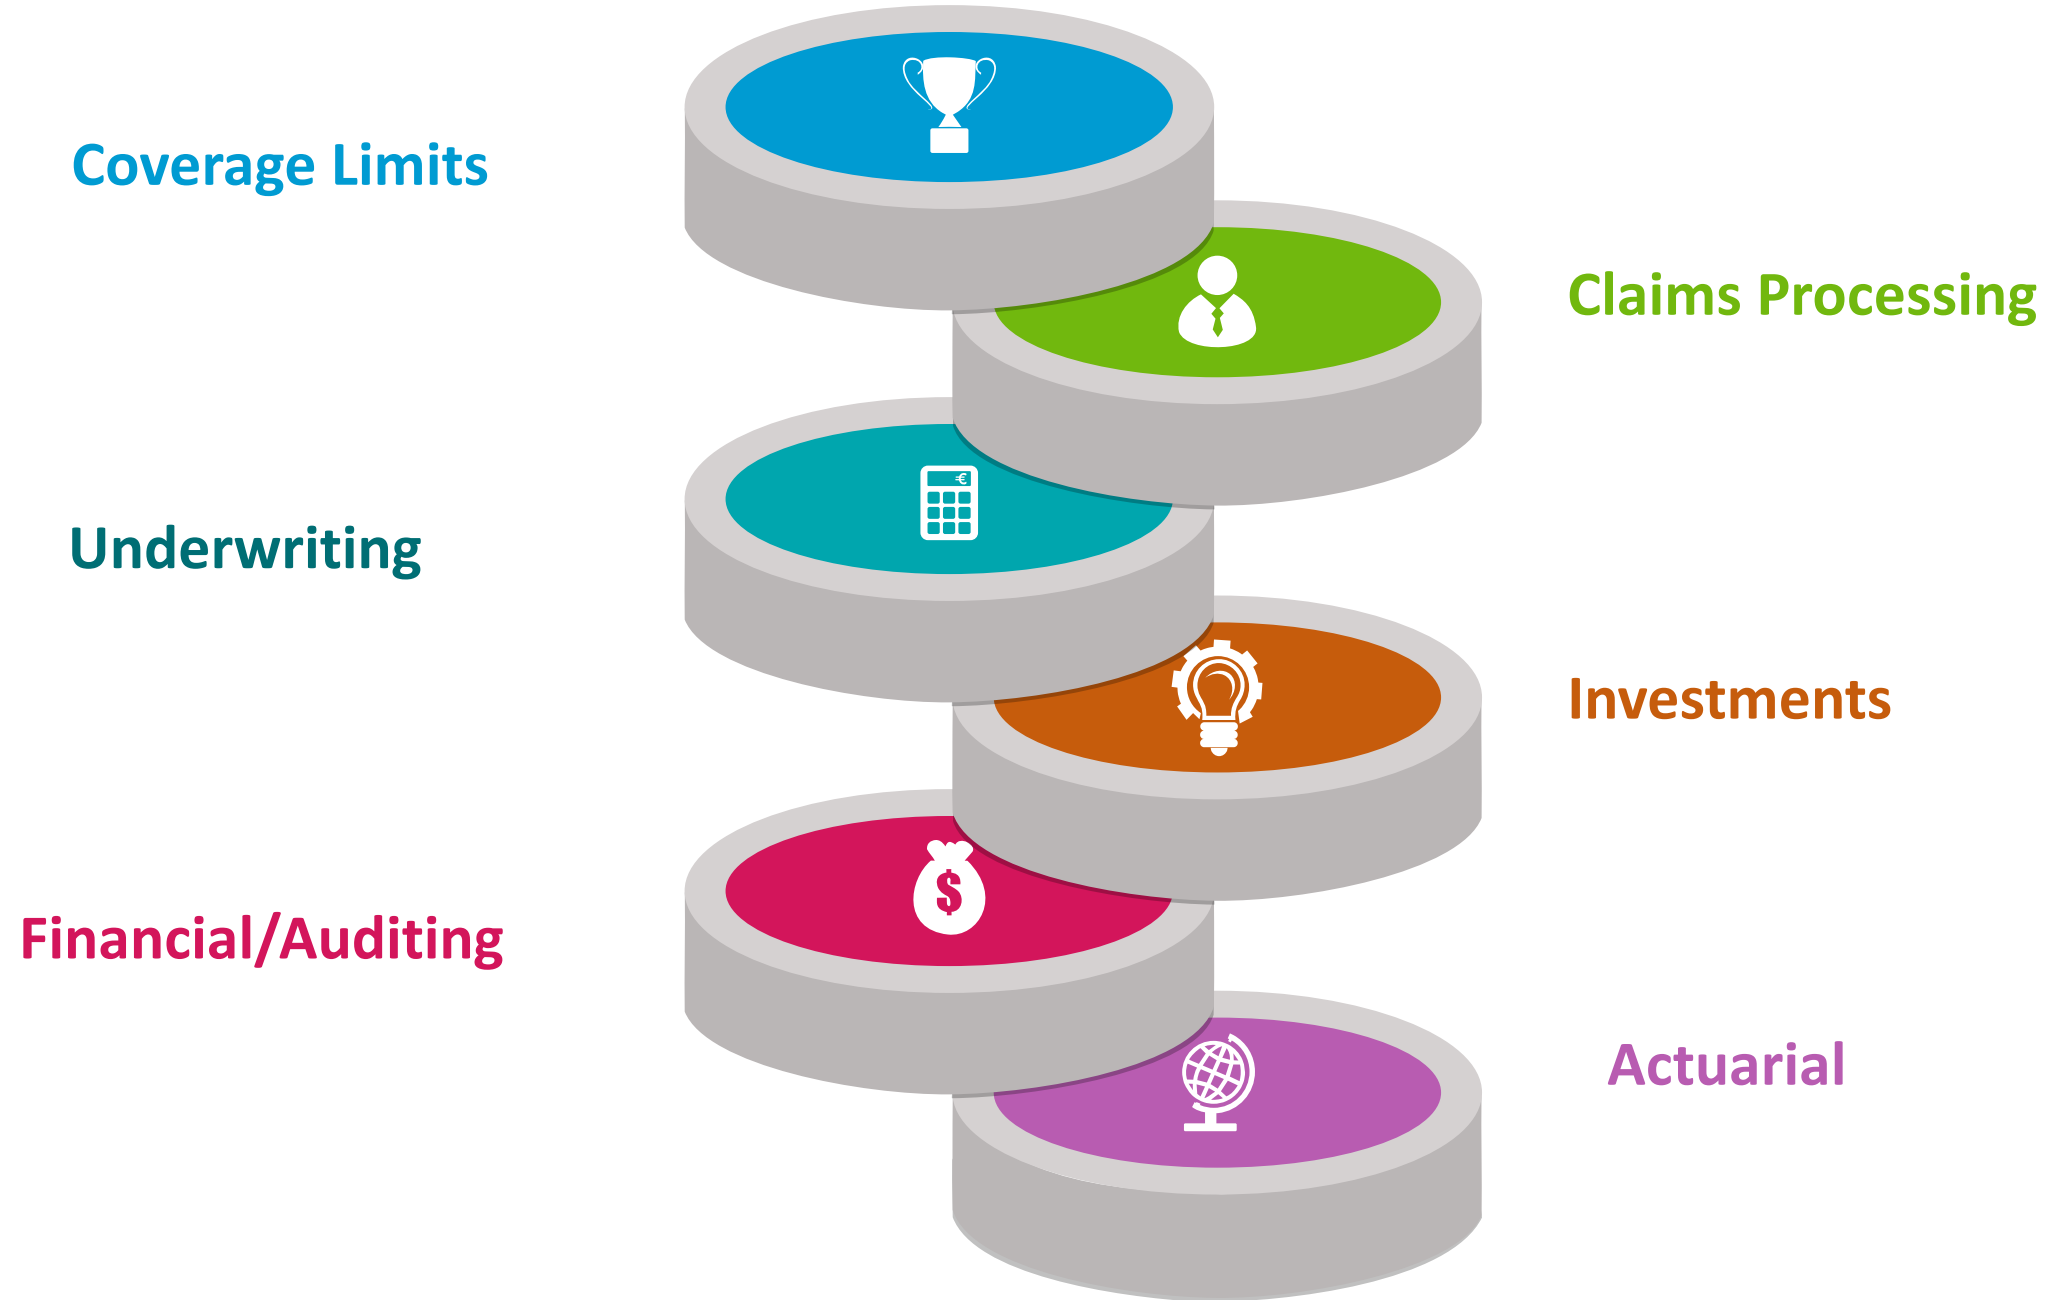 Coverage Limits
Claims Processing
€
Underwriting
Investments
$
Financial/Auditing
Actuarial